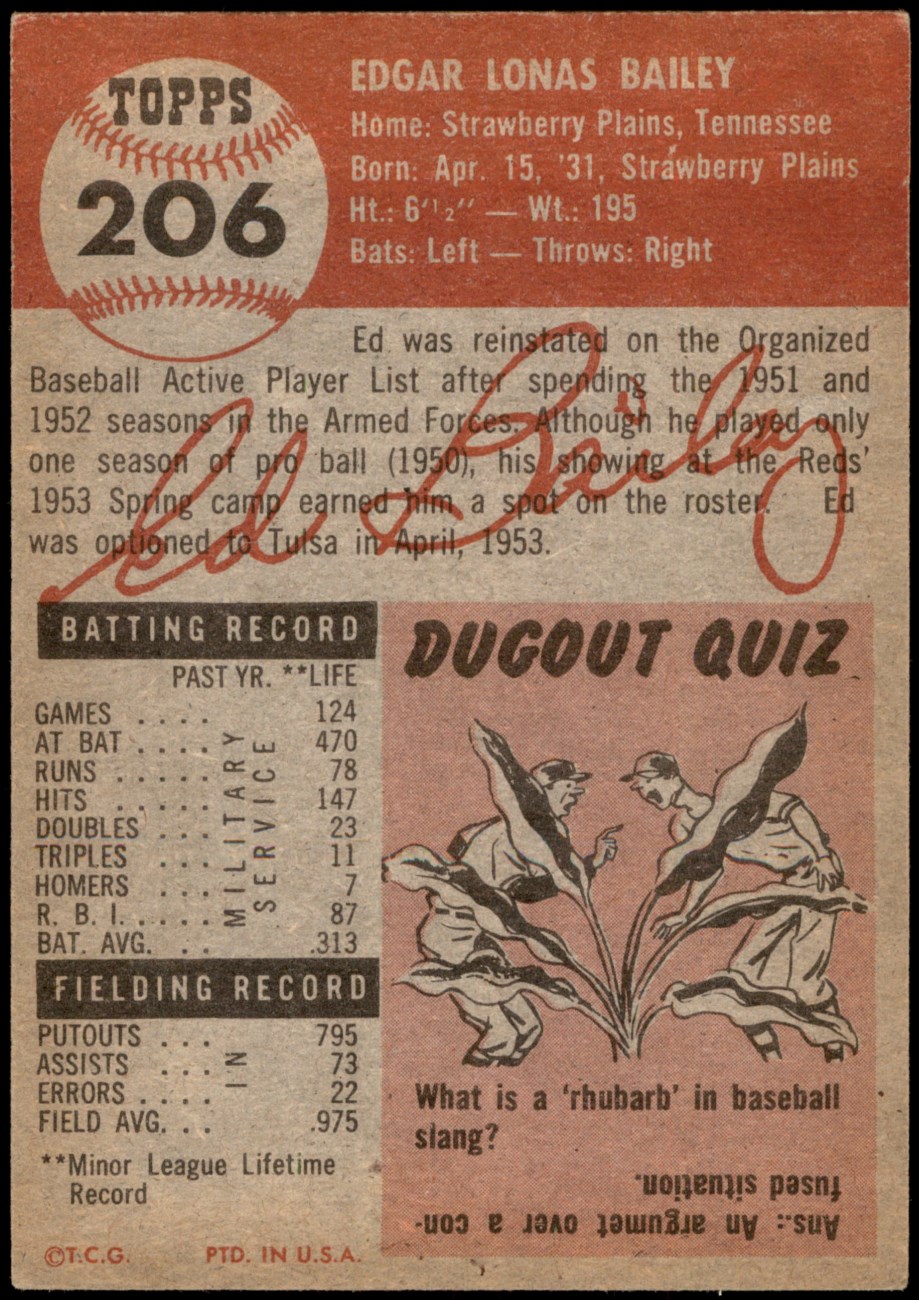 TOPPS
206
EDGAR LONAS BAILEY
Home: Strawberry Plains, Tennessee
Born: Apr. 15, '31, Strawberry Plains
Ht.: 6'1½" — Wt.: 195
Bats: Left — Throws: Right
Ed was reinstated on the Organized
Baseball Active Player List after spending the 1951 and
1952 seasons in the Armed Forces. Although he played only
one season of pro ball (1950), his showing at the Reds'
1953 Spring camp earned him a spot on the roster. Ed
was optioned to Tulsa in April, 1953.
Ed Bailey
BATTING RECORD
PAST YR. **LIFE
GAMES .... 124
AT BAT .... 470
RUNS ..... 78
HITS ..... 147
DOUBLES ... 23
TRIPLES ... 11
HOMERS ... 7
R. B. I. .... 87
BAT. AVG. .. .313
IN MILITARY
SERVICE
FIELDING RECORD
PUTOUTS ... 795
ASSISTS ... 73
ERRORS .... 22
FIELD AVG. .. .975
**Minor League Lifetime
Record
©T.C.G. PTD. IN U.S.A.
DUGOUT QUIZ
What is a 'rhubarb' in baseball
slang?
Ans.: An argumet over a con-
fused situation.